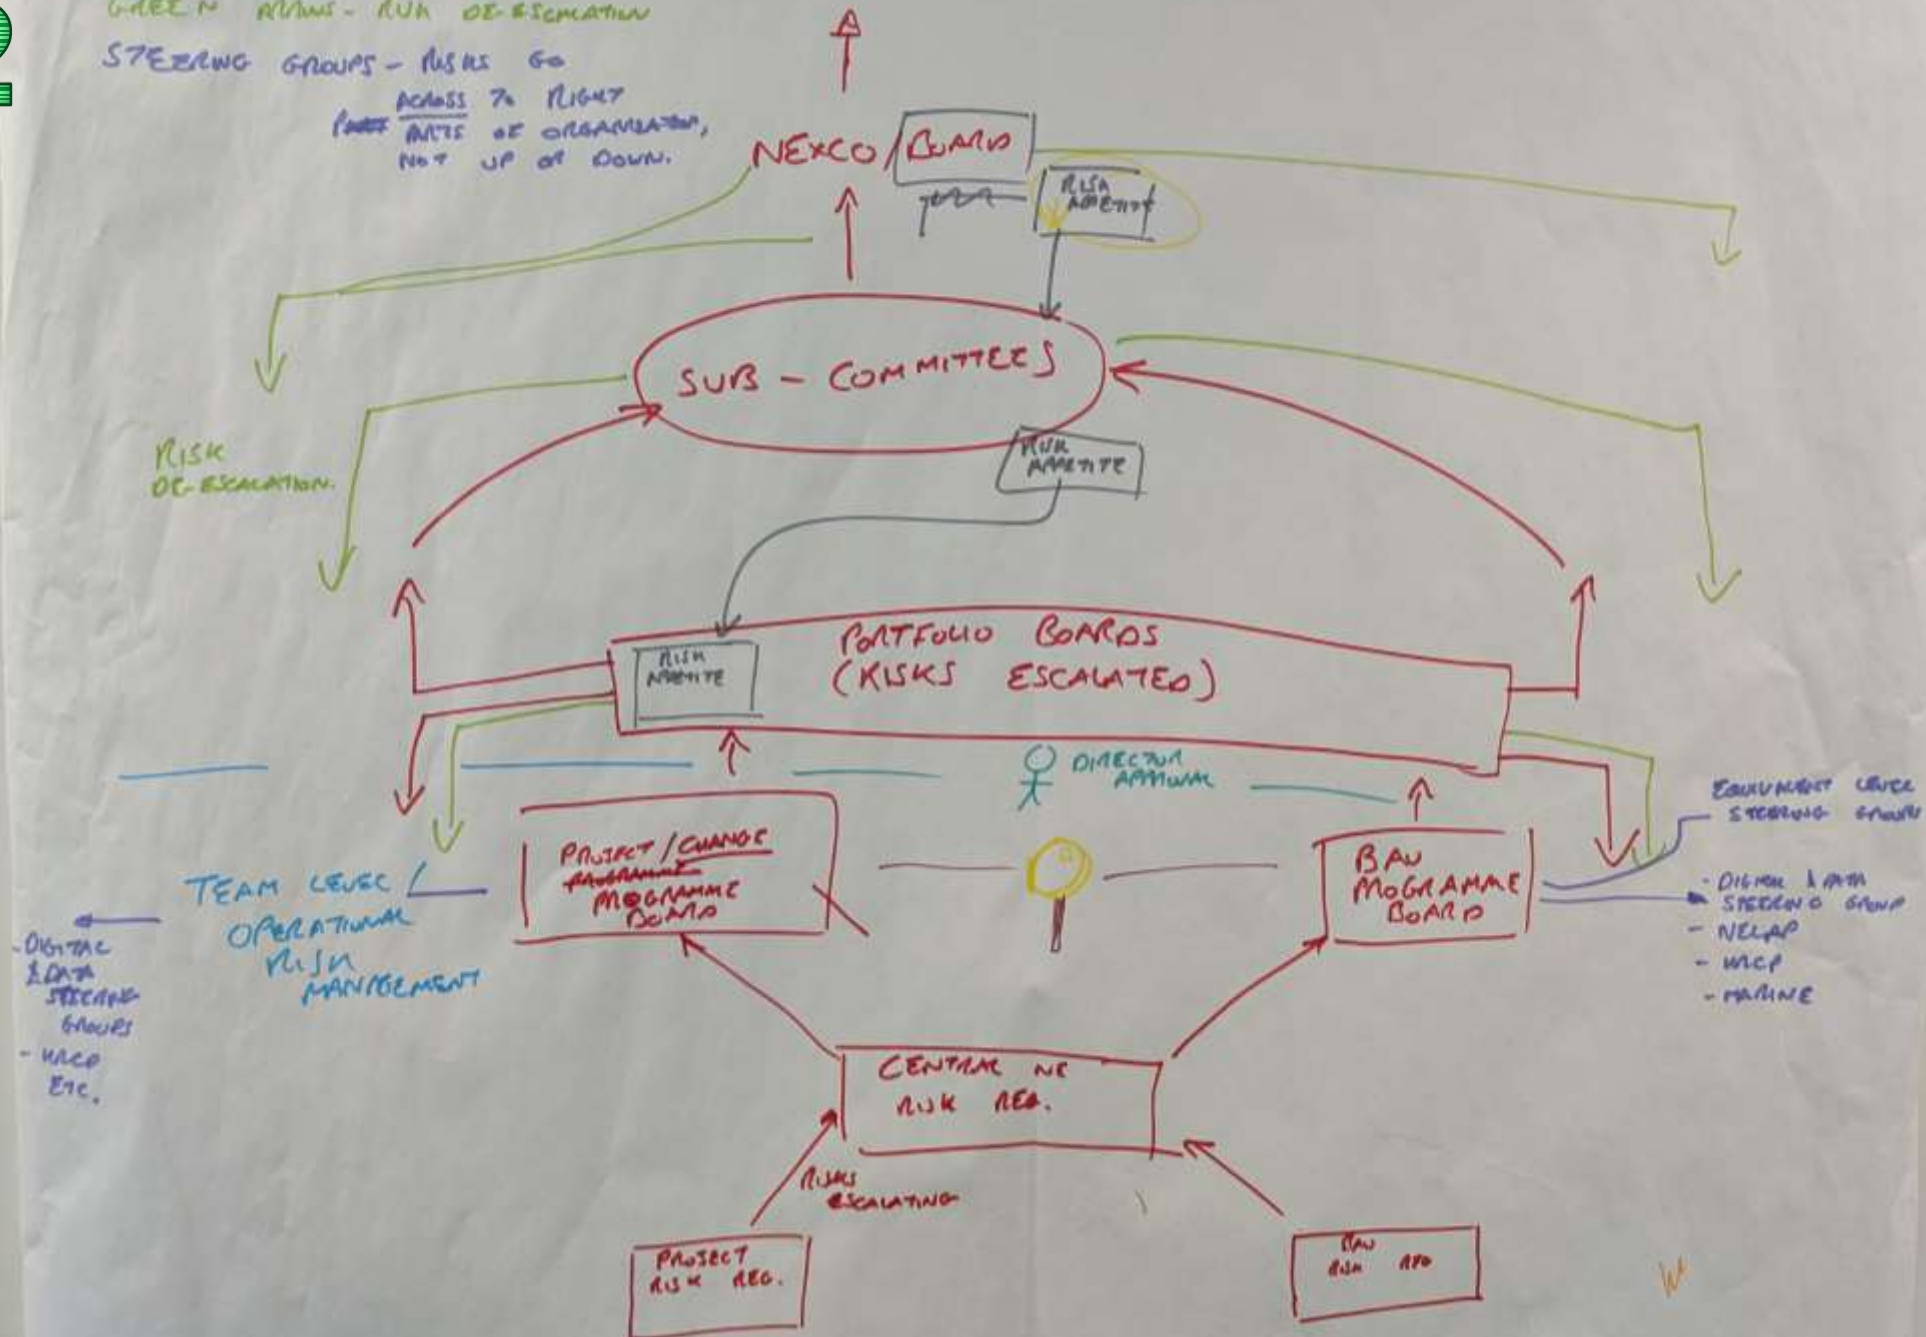 GREEN ARROWS - RISK DE-ESCALATION
STEERING GROUPS - RISKS GO
ACROSS TO RIGHT
PARTS OF ORGANISATION,
NOT UP OR DOWN.
NEXCO / BOARD
RISK
APPETITE
SUB - COMMITTEES
RISK
APPETITE
RISK
DE-ESCALATION.
PORTFOLIO BOARDS
(RISKS ESCALATED)
RISK
APPETITE
DIRECTOR
APPROVAL
EQUIVALENT LEVEL
STEERING GROUPS
PROJECT / CHANGE
PROGRAMME
PROGRAMME
BOARD
BAU
PROGRAMME
BOARD
- DIGITAL & DATA
STEERING GROUP
- NELAP
- WLCP
- MARINE
TEAM LEVEL /
OPERATIONAL
RISK
MANAGEMENT
- DIGITAL
& DATA
STEERING
GROUPS
- WLCP
ETC.
CENTRAL NE
RISK REG.
RISKS
ESCALATING
PROJECT
RISK REG.
BAU
RISK REG